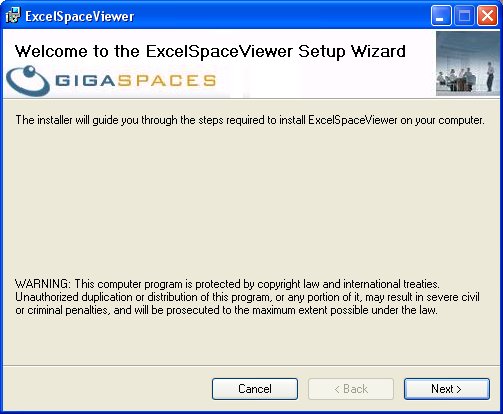 ExcelSpaceViewer
Welcome to the ExcelSpaceViewer Setup Wizard
GIGASPACES
The installer will guide you through the steps required to install ExcelSpaceViewer on your computer.
WARNING: This computer program is protected by copyright law and international treaties.
Unauthorized duplication or distribution of this program, or any portion of it, may result in severe civil
or criminal penalties, and will be prosecuted to the maximum extent possible under the law.
Cancel < Back Next >